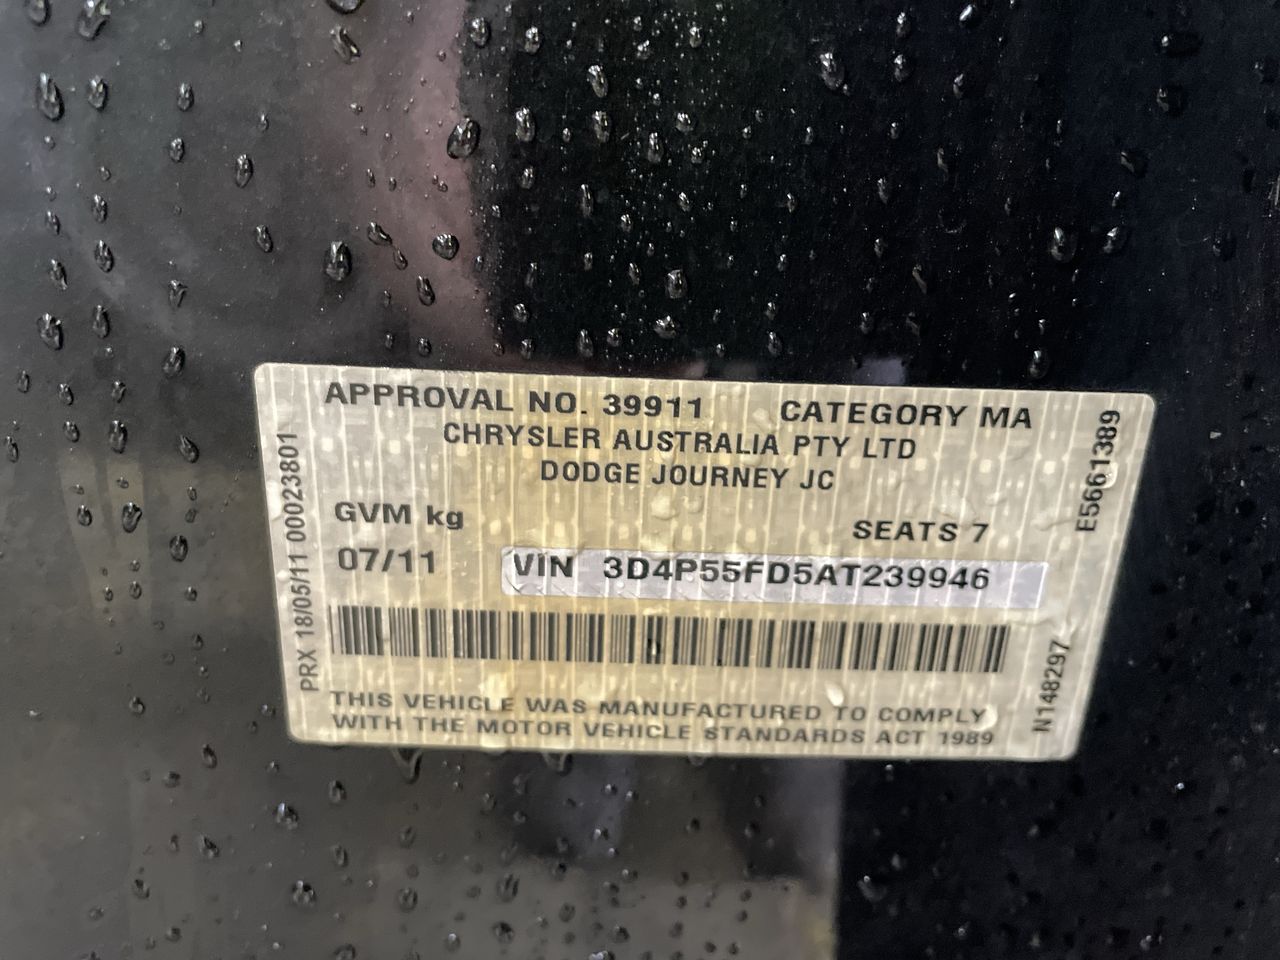 APPROVAL NO. 39911 CATEGORY MA
CHRYSLER AUSTRALIA PTY LTD
DODGE JOURNEY JC
GVM kg
SEATS 7
07/11
VIN 3D4P55FD5AT239946
THIS VEHICLE WAS MANUFACTURED TO COMPLY
WITH THE MOTOR VEHICLE STANDARDS ACT 1989
PRX 18/05/11 00023801
E5661389
N148297